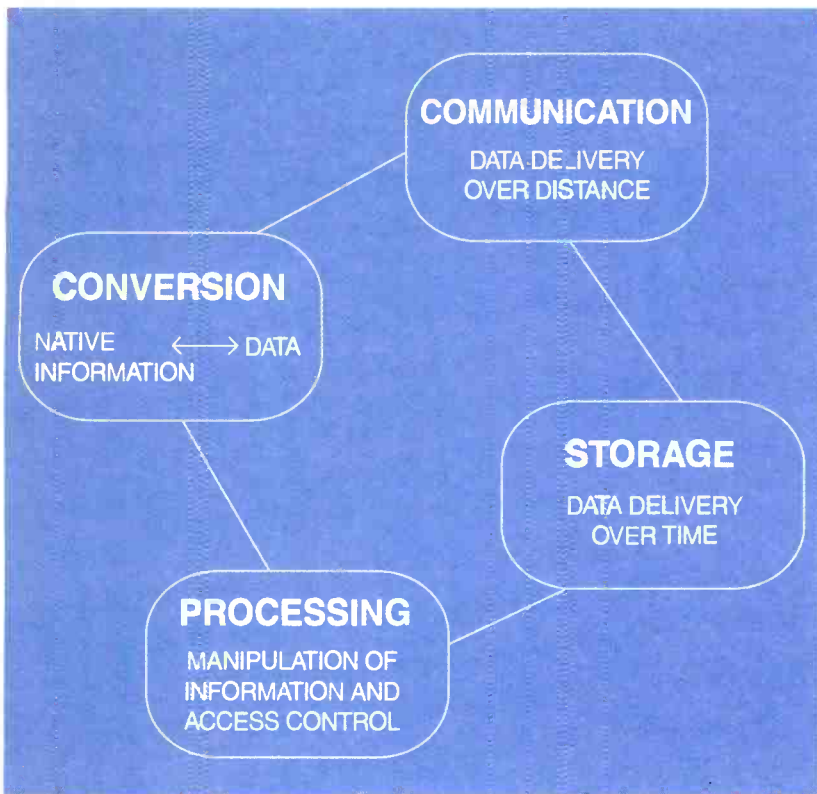 COMMUNICATION
DATA DELIVERY
OVER DISTANCE
CONVERSION
NATIVE ⟷ DATA
INFORMATION
STORAGE
DATA DELIVERY
OVER TIME
PROCESSING
MANIPULATION OF
INFORMATION AND
ACCESS CONTROL